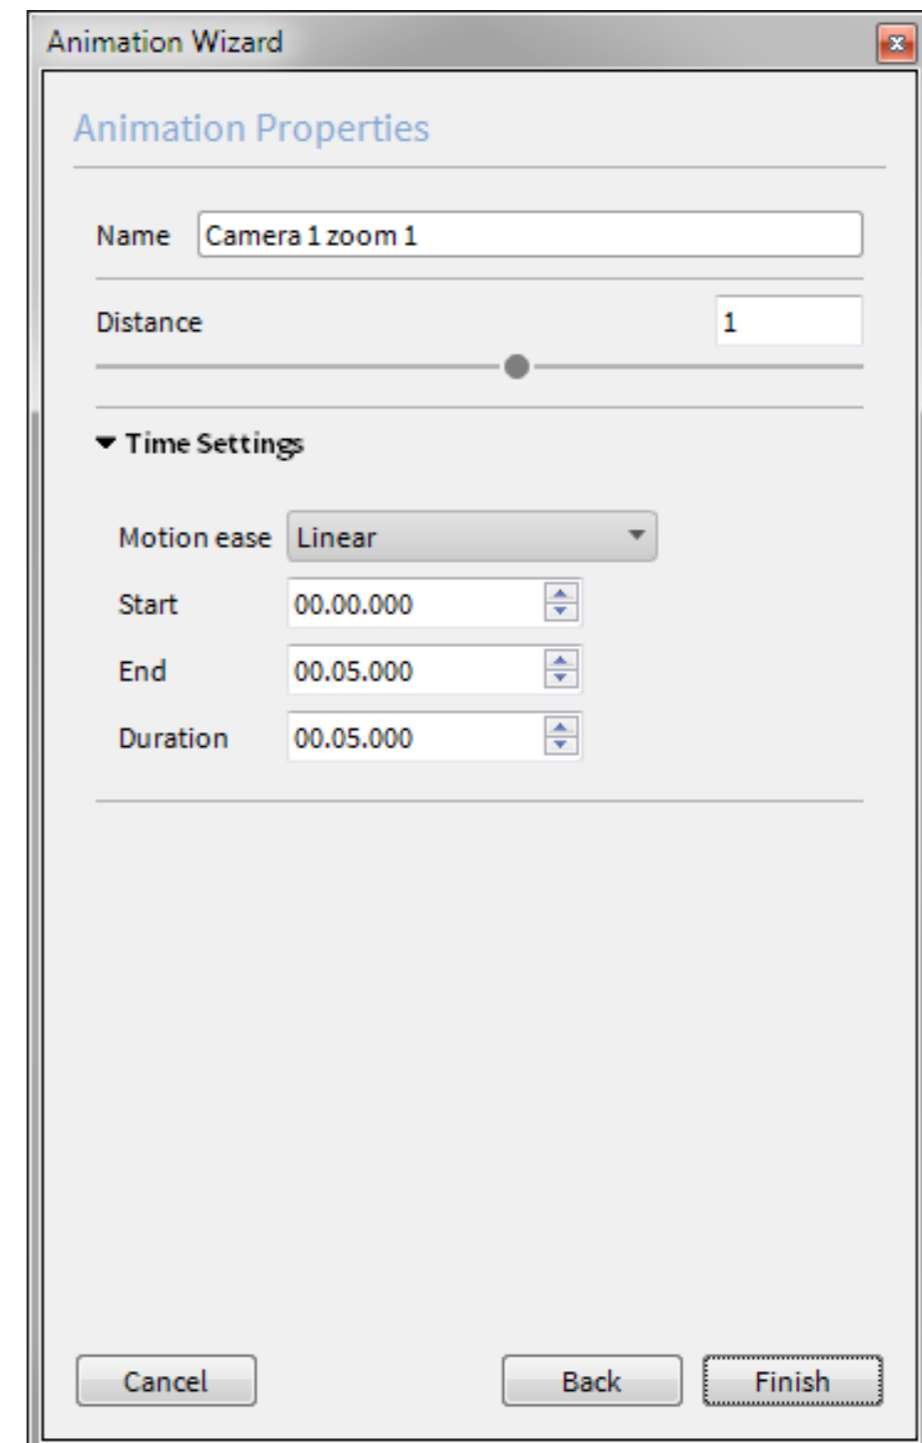 Animation Wizard
Animation Properties
Name Camera 1 zoom 1
Distance 1
Time Settings
Motion ease Linear
Start 00.00.000
End 00.05.000
Duration 00.05.000
Cancel Back Finish